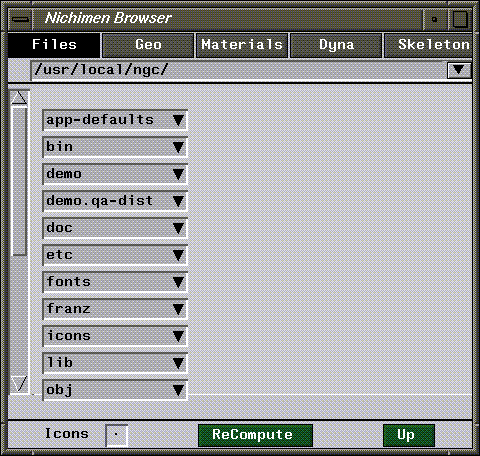 Nichimen Browser
Files Geo Materials Dyna Skeleton
/usr/local/ngc/
app-defaults
bin
demo
demo.qa-dist
doc
etc
fonts
franz
icons
lib
obj
Icons ReCompute Up